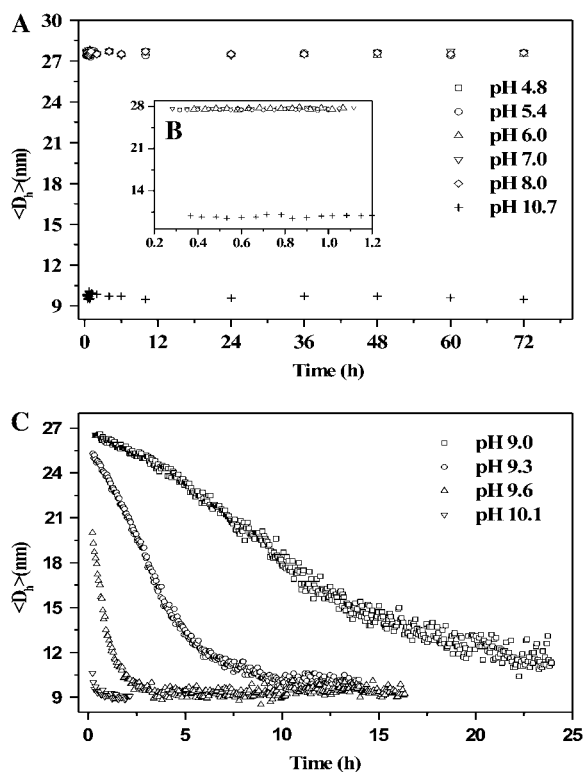 A
30
27
24
21
18
15
12
9
<D_h>(nm)
B
28
21
14
0.2 0.4 0.6 0.8 1.0 1.2
pH 4.8
pH 5.4
pH 6.0
pH 7.0
pH 8.0
pH 10.7
0 12 24 36 48 60 72
Time (h)
C
27
24
21
18
15
12
9
<D_h>(nm)
pH 9.0
pH 9.3
pH 9.6
pH 10.1
0 5 10 15 20 25
Time (h)